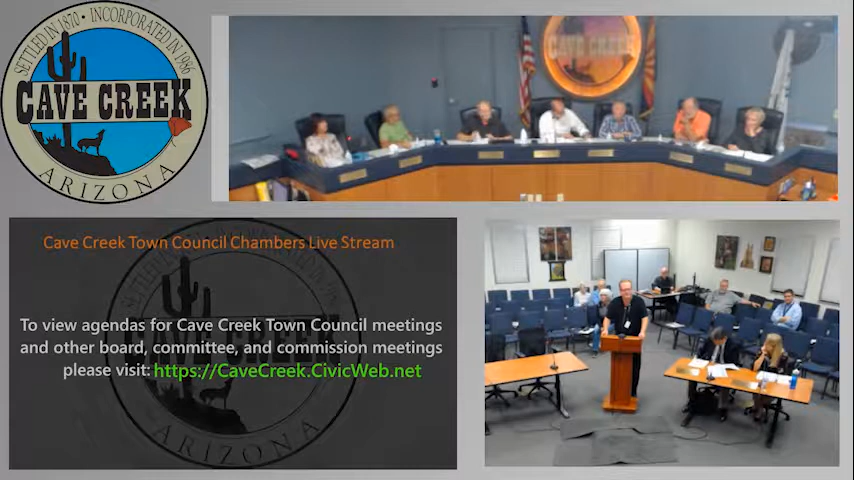 SETTLED IN 1870 • INCORPORATED IN 1986
CAVE CREEK
ARIZONA
CAVE CREEK
Cave Creek Town Council Chambers Live Stream
To view agendas for Cave Creek Town Council meetings
and other board, committee, and commission meetings
please visit: https://CaveCreek.CivicWeb.net
ARIZONA